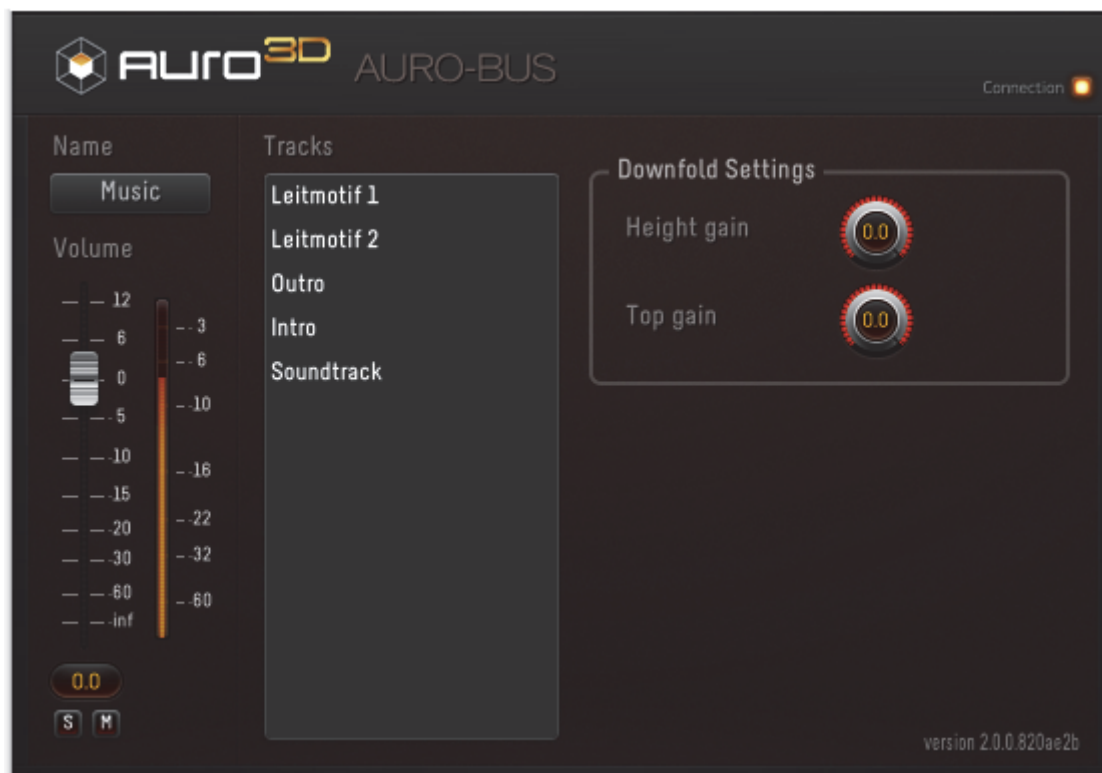 AURO 3D AURO-BUS
Connection
Name
Music
Volume
12
6
0
-5
-10
-15
-20
-30
-60
-inf
-3
-6
-10
-16
-22
-32
-60
0.0
S M
Tracks
Leitmotif 1
Leitmotif 2
Outro
Intro
Soundtrack
Downfold Settings
Height gain 0.0
Top gain 0.0
version 2.0.0.820ae2b